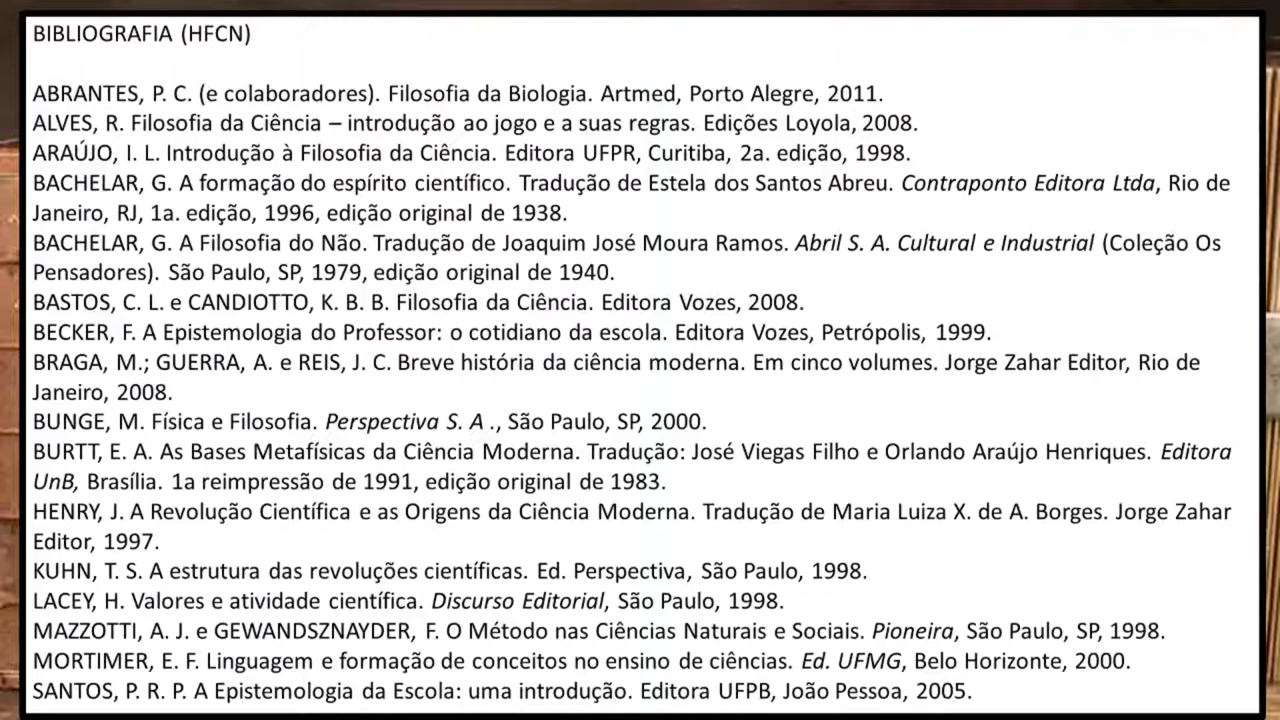 BIBLIOGRAFIA (HFCN)
ABRANTES, P. C. (e colaboradores). Filosofia da Biologia. Artmed, Porto Alegre, 2011.
ALVES, R. Filosofia da Ciência – introdução ao jogo e a suas regras. Edições Loyola, 2008.
ARAÚJO, I. L. Introdução à Filosofia da Ciência. Editora UFPR, Curitiba, 2a. edição, 1998.
BACHELAR, G. A formação do espírito científico. Tradução de Estela dos Santos Abreu. Contraponto Editora Ltda, Rio de
Janeiro, RJ, 1a. edição, 1996, edição original de 1938.
BACHELAR, G. A Filosofia do Não. Tradução de Joaquim José Moura Ramos. Abril S. A. Cultural e Industrial (Coleção Os
Pensadores). São Paulo, SP, 1979, edição original de 1940.
BASTOS, C. L. e CANDIOTTO, K. B. B. Filosofia da Ciência. Editora Vozes, 2008.
BECKER, F. A Epistemologia do Professor: o cotidiano da escola. Editora Vozes, Petrópolis, 1999.
BRAGA, M.; GUERRA, A. e REIS, J. C. Breve história da ciência moderna. Em cinco volumes. Jorge Zahar Editor, Rio de
Janeiro, 2008.
BUNGE, M. Física e Filosofia. Perspectiva S. A ., São Paulo, SP, 2000.
BURTT, E. A. As Bases Metafísicas da Ciência Moderna. Tradução: José Viegas Filho e Orlando Araújo Henriques. Editora
UnB, Brasília. 1a reimpressão de 1991, edição original de 1983.
HENRY, J. A Revolução Científica e as Origens da Ciência Moderna. Tradução de Maria Luiza X. de A. Borges. Jorge Zahar
Editor, 1997.
KUHN, T. S. A estrutura das revoluções científicas. Ed. Perspectiva, São Paulo, 1998.
LACEY, H. Valores e atividade científica. Discurso Editorial, São Paulo, 1998.
MAZZOTTI, A. J. e GEWANDSZNAYDER, F. O Método nas Ciências Naturais e Sociais. Pioneira, São Paulo, SP, 1998.
MORTIMER, E. F. Linguagem e formação de conceitos no ensino de ciências. Ed. UFMG, Belo Horizonte, 2000.
SANTOS, P. R. P. A Epistemologia da Escola: uma introdução. Editora UFPB, João Pessoa, 2005.